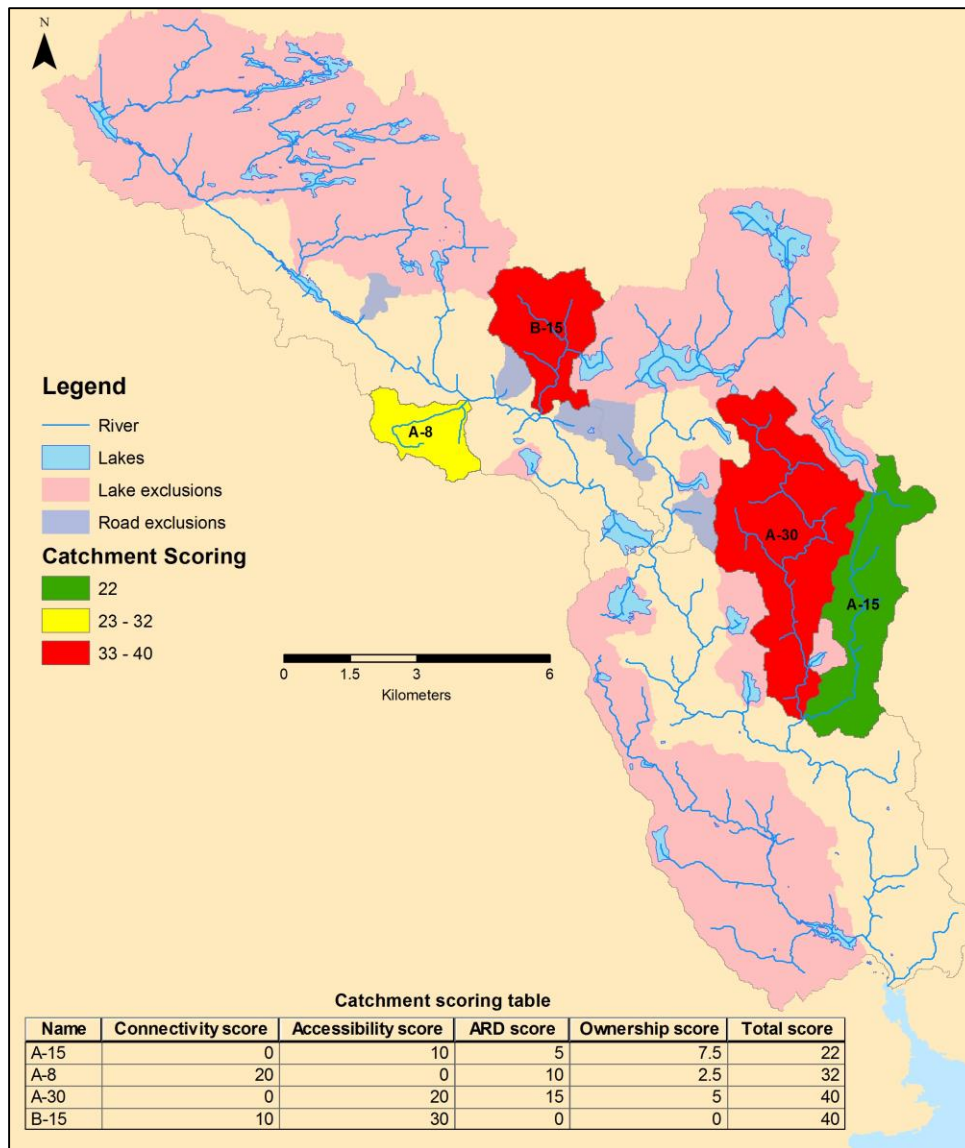 N
B-15
A-8
A-30
A-15
Legend
River
Lakes
Lake exclusions
Road exclusions
Catchment Scoring
22
23 - 32
33 - 40
0 1.5 3 6
Kilometers
Catchment scoring table
Name Connectivity score Accessibility score ARD score Ownership score Total score
A-15 0 10 5 7.5 22
A-8 20 0 10 2.5 32
A-30 0 20 15 5 40
B-15 10 30 0 0 40